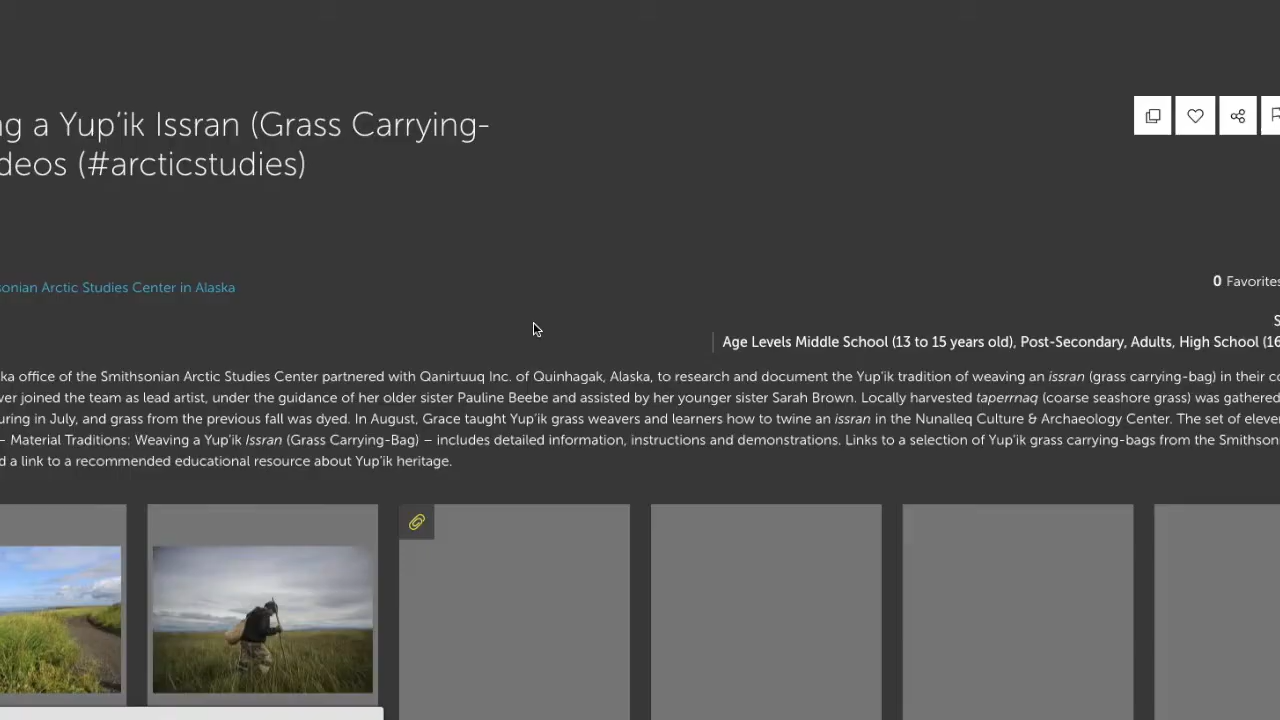 ng a Yup’ik Issran (Grass Carrying-
deos (#arcticstudies)
sonian Arctic Studies Center in Alaska
0 Favorites
Age Levels Middle School (13 to 15 years old), Post-Secondary, Adults, High School (16
ka office of the Smithsonian Arctic Studies Center partnered with Qanirtuuq Inc. of Quinhagak, Alaska, to research and document the Yup’ik tradition of weaving an issran (grass carrying-bag) in their co
ver joined the team as lead artist, under the guidance of her older sister Pauline Beebe and assisted by her younger sister Sarah Brown. Locally harvested taperrnaq (coarse seashore grass) was gathered
uring in July, and grass from the previous fall was dyed. In August, Grace taught Yup’ik grass weavers and learners how to twine an issran in the Nunalleq Culture & Archaeology Center. The set of eleve
– Material Traditions: Weaving a Yup’ik Issran (Grass Carrying-Bag) – includes detailed information, instructions and demonstrations. Links to a selection of Yup’ik grass carrying-bags from the Smithson
d a link to a recommended educational resource about Yup’ik heritage.